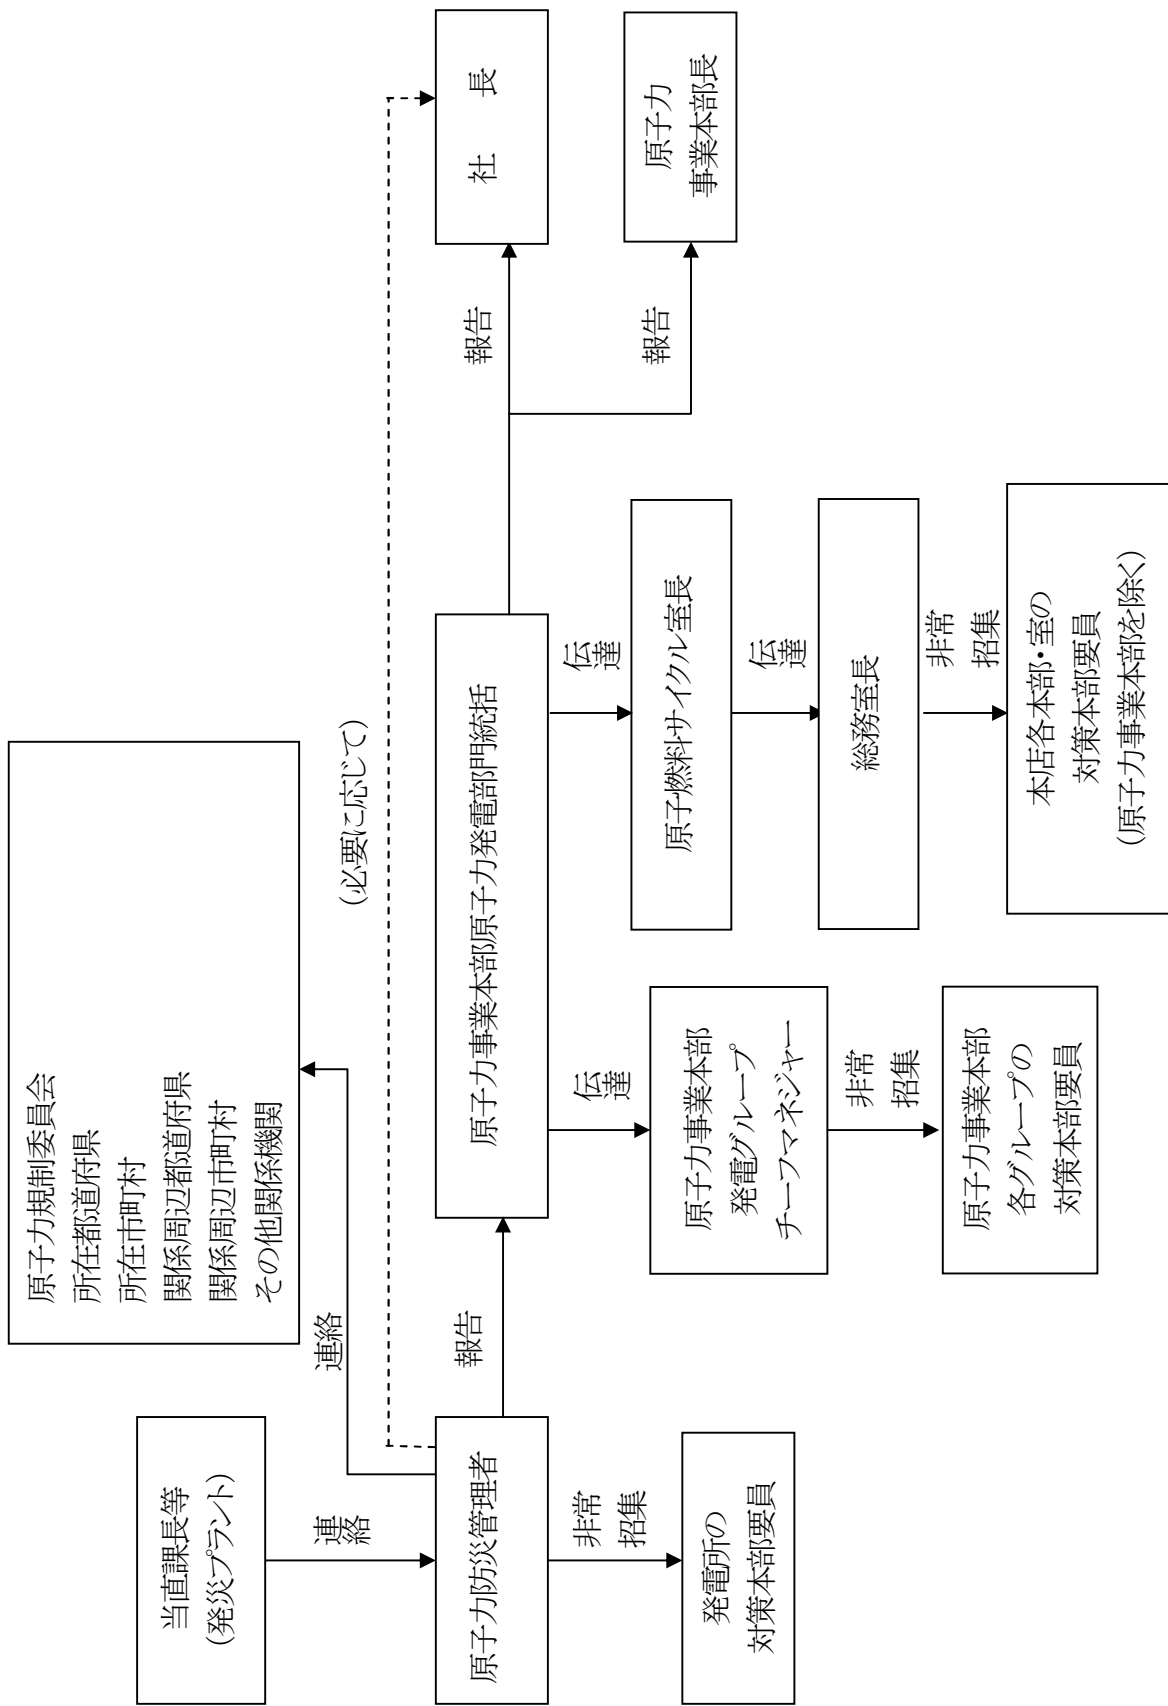 当直課長等
(発災プラント)
連絡
原子力防災管理者
非常
招集
発電所の
対策本部要員
連絡
原子力規制委員会
所在都道府県
所在市町村
関係周辺都道府県
関係周辺市町村
その他関係機関
(必要に応じて)
報告
原子力事業本部原子力発電部門統括
伝達
原子力事業本部
発電グループ
チーフマネジャー
非常
招集
原子力事業本部
各グループの
対策本部要員
伝達
原子燃料サイクル室長
伝達
総務室長
非常
招集
本店各本部・室の
対策本部要員
(原子力事業本部を除く)
報告
社　長
報告
原子力
事業本部長